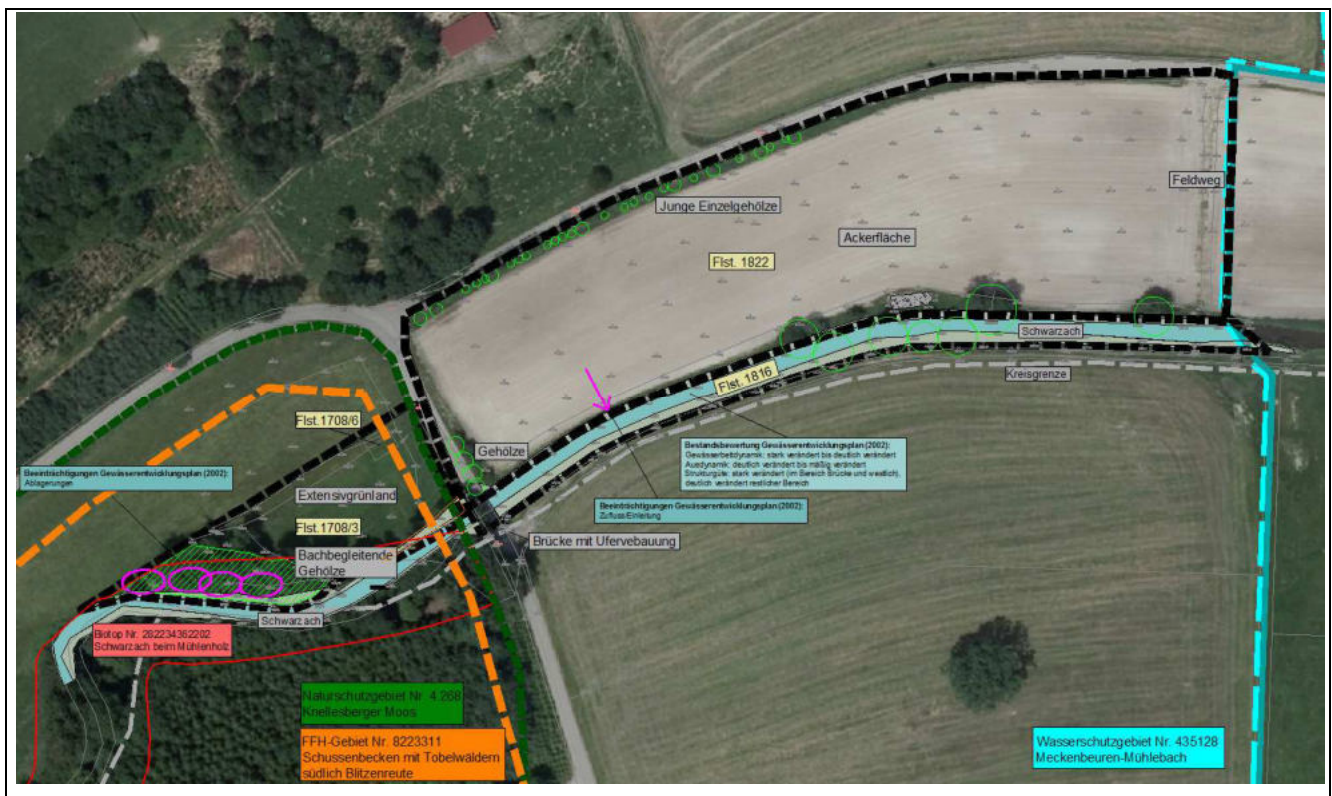 Feldweg
Junge Einzelgehölze
Ackerfläche
Flst. 1822
Schwarzach
Kreisgrenze
Flst. 1816
Flst.1708/6
Gehölze
Bestandsbewertung Gewässerentwicklungsplan (2002):
Gewässerbettdynamik: stark verändert bis deutlich verändert
Auedynamik: deutlich verändert bis mäßig verändert
Strukturgüte: stark verändert (im Bereich Brücke und westlich),
deutlich verändert restlicher Bereich
Beeinträchtigungen Gewässerentwicklungsplan (2002):
Ablagerungen
Extensivgrünland
Beeinträchtigungen Gewässerentwicklungsplan (2002):
Zufluss/Einleitung
Flst.1708/3
Brücke mit Ufervebauung
Bachbegleitende
Gehölze
Schwarzach
Biotop Nr. 282234362202
Schwarzach beim Mühlenholz
Naturschutzgebiet Nr. 4.268
Knellesberger Moos
FFH-Gebiet Nr. 8223311
Schussenbecken mit Tobelwäldern
südlich Blitzenreute
Wasserschutzgebiet Nr. 435128
Meckenbeuren-Mühlebach